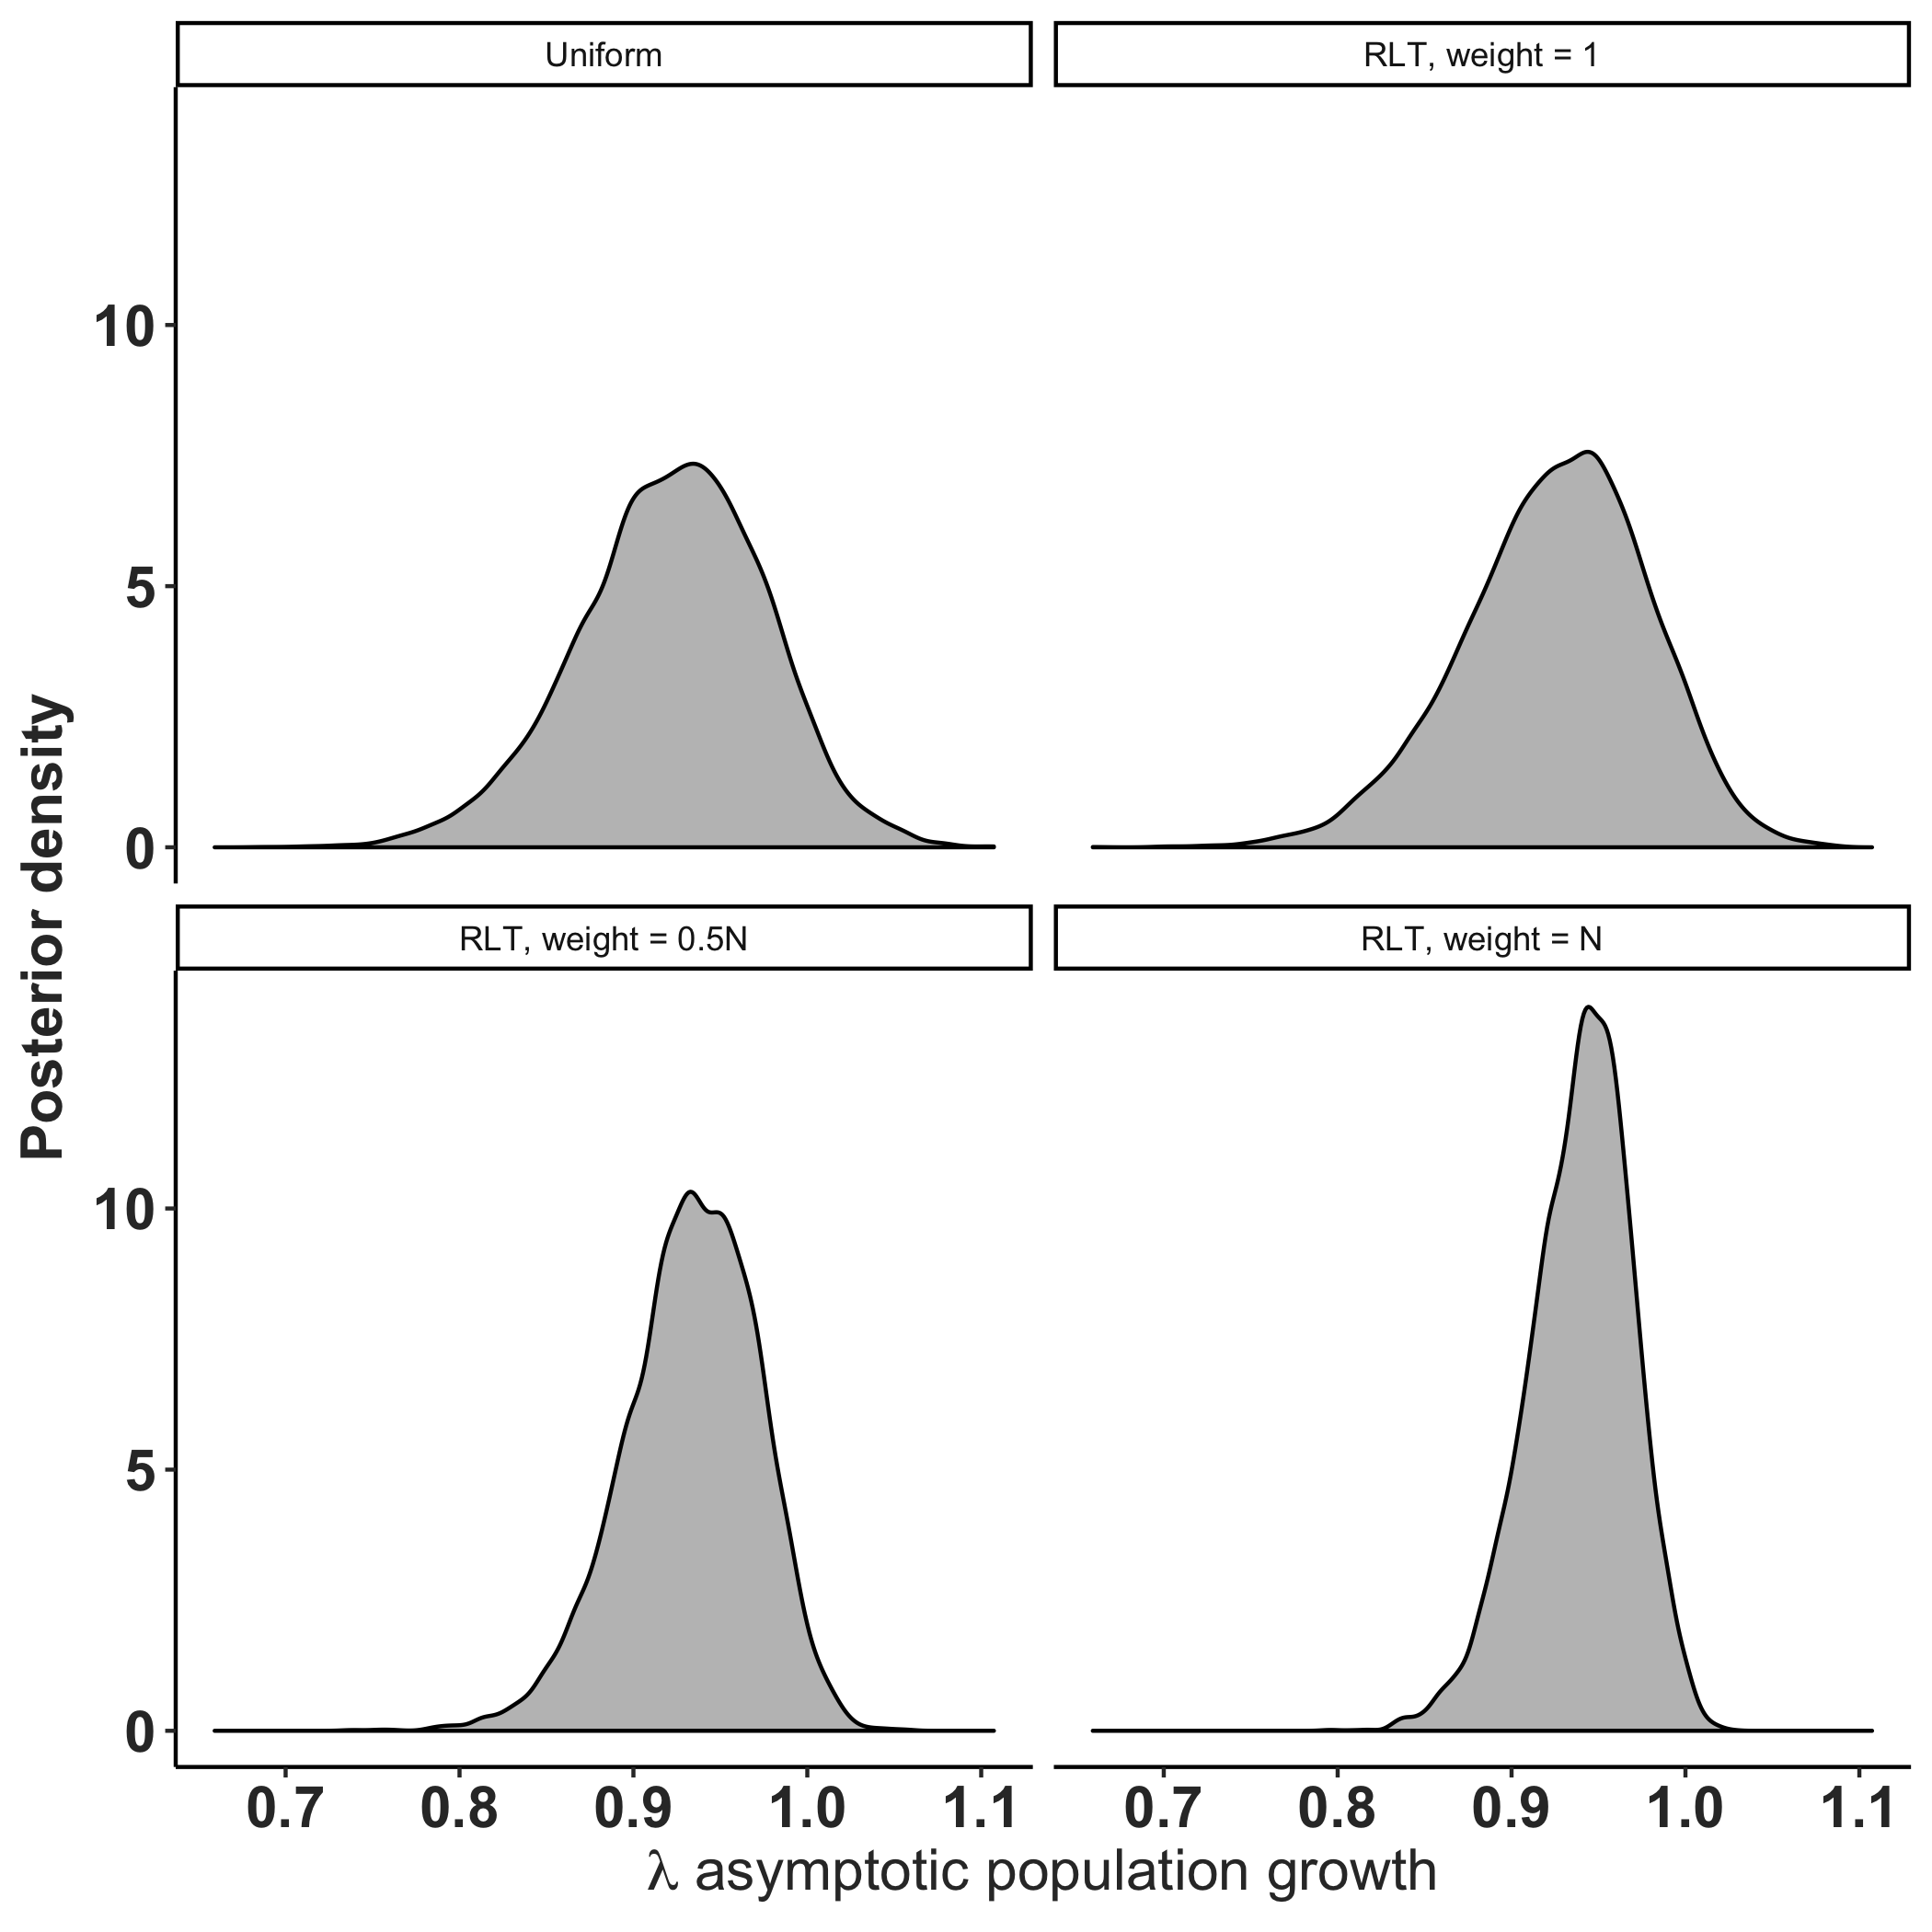 Uniform
RLT, weight = 1
10
5
0
RLT, weight = 0.5N
RLT, weight = N
10
5
0
Posterior density
0.7 0.8 0.9 1.0 1.1
0.7 0.8 0.9 1.0 1.1
λ asymptotic population growth